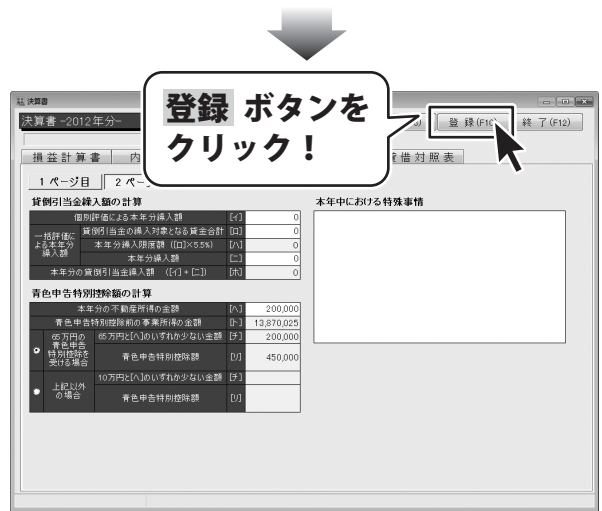 登録 ボタンを
クリック！
決算書
決算書 -2012年分-
登 録(F10)
終 了(F12)
損 益 計 算 書
内
貸 借 対 照 表
1 ページ目
2 ペー
貸倒引当金繰入額の計算
個別評価による本年分繰入額 [イ] 0
一括評価に
よる本年分
繰入額
貸倒引当金の繰入対象となる貸金合計 [ロ] 0
本年分繰入限度額 ([ロ]×5.5%) [ハ] 0
本年分繰入額 [ニ] 0
本年分の貸倒引当金繰入額 ([イ]+[ニ]) [ホ] 0
本年中における特殊事情
青色申告特別控除額の計算
本年分の不動産所得の金額 [ヘ] 200,000
青色申告特別控除前の事業所得の金額 [ト] 13,870,025
65万円の
青色申告
特別控除を
受ける場合
65万円と[ヘ]のいずれか少ない金額 [チ] 200,000
青色申告特別控除額 [リ] 450,000
上記以外
の場合
10万円と[ヘ]のいずれか少ない金額 [チ]
青色申告特別控除額 [リ]